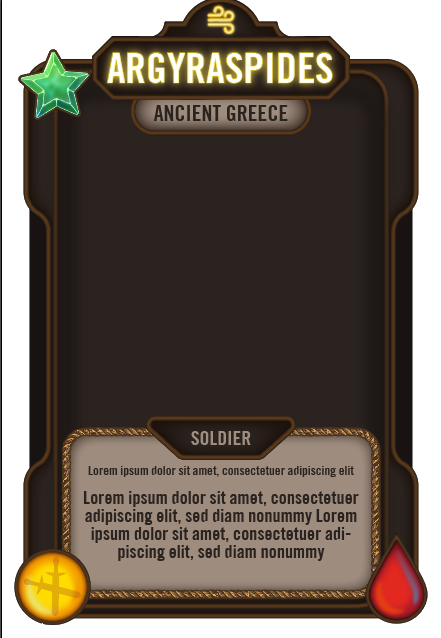 ARGYRASPIDES
ANCIENT GREECE
SOLDIER
Lorem ipsum dolor sit amet, consectetuer adipiscing elit
Lorem ipsum dolor sit amet, consectetuer
adipiscing elit, sed diam nonummy Lorem
ipsum dolor sit amet, consectetuer adi-
piscing elit, sed diam nonummy